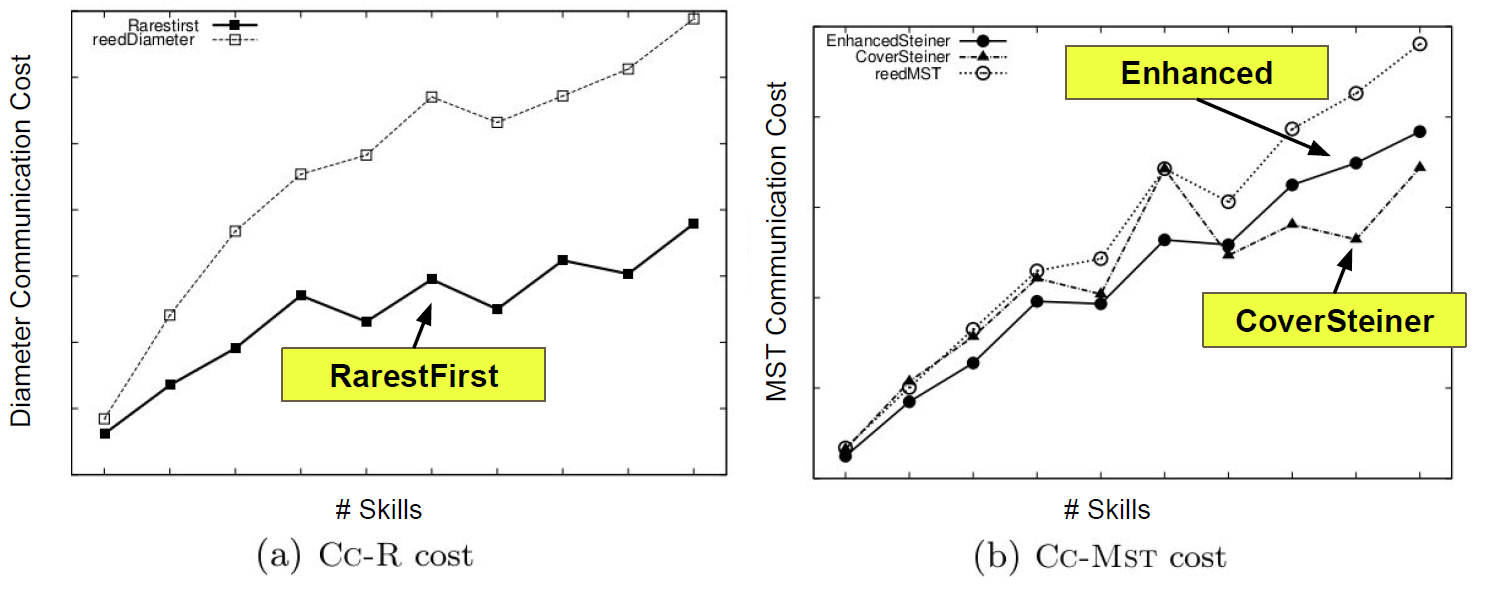 Rarestirst
reedDiameter
Diameter Communication Cost
RarestFirst
# Skills
(a) Cc-R cost
EnhancedSteiner
CoverSteiner
reedMST
MST Communication Cost
Enhanced
CoverSteiner
# Skills
(b) Cc-Mst cost